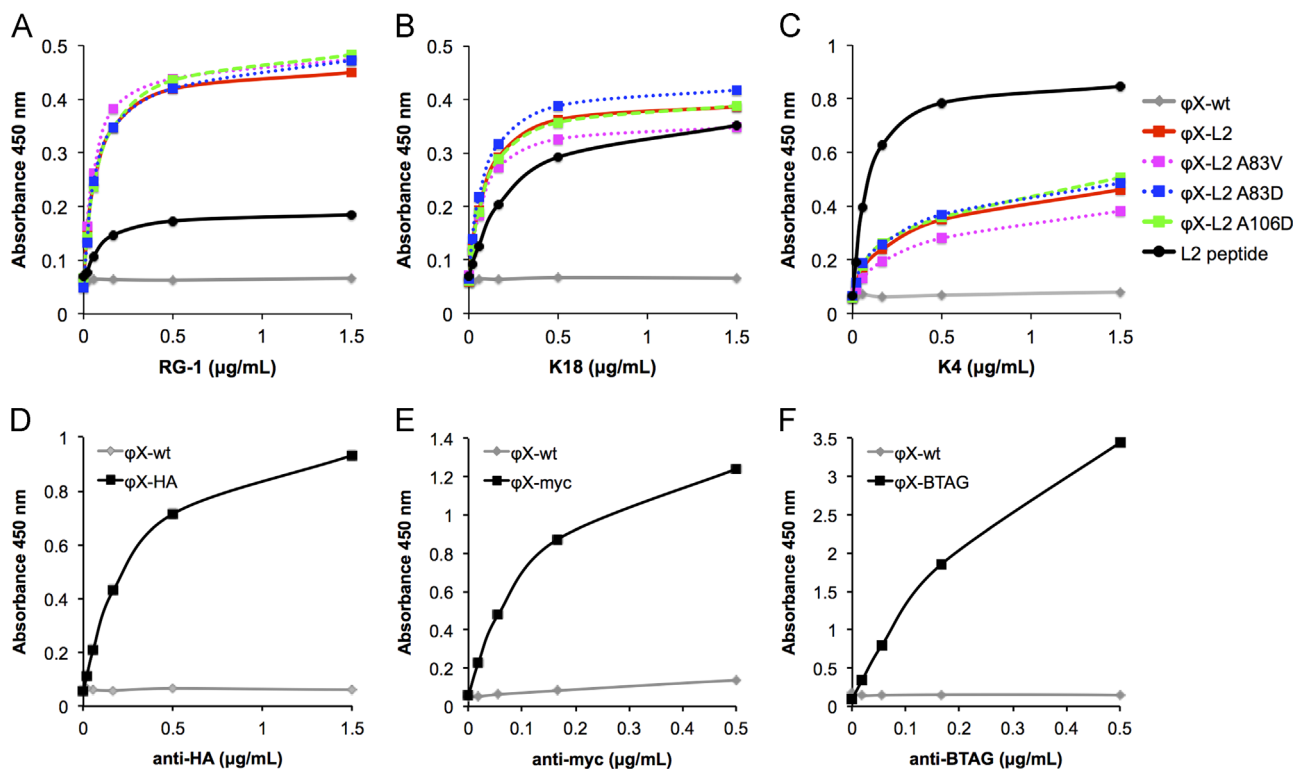 A
Absorbance 450 nm
0.5
0.4
0.3
0.2
0.1
0
0 0.5 1 1.5
RG-1 (µg/mL)
B
Absorbance 450 nm
0.5
0.4
0.3
0.2
0.1
0
0 0.5 1 1.5
K18 (µg/mL)
C
Absorbance 450 nm
1
0.8
0.6
0.4
0.2
0
0 0.5 1 1.5
K4 (µg/mL)
φX-wt
φX-L2
φX-L2 A83V
φX-L2 A83D
φX-L2 A106D
L2 peptide
D
Absorbance 450 nm
1
0.8
0.6
0.4
0.2
0
φX-wt
φX-HA
0 0.5 1 1.5
anti-HA (µg/mL)
E
Absorbance 450 nm
1.4
1.2
1
0.8
0.6
0.4
0.2
0
φX-wt
φX-myc
0 0.1 0.2 0.3 0.4 0.5
anti-myc (µg/mL)
F
Absorbance 450 nm
3.5
3
2.5
2
1.5
1
0.5
0
φX-wt
φX-BTAG
0 0.1 0.2 0.3 0.4 0.5
anti-BTAG (µg/mL)